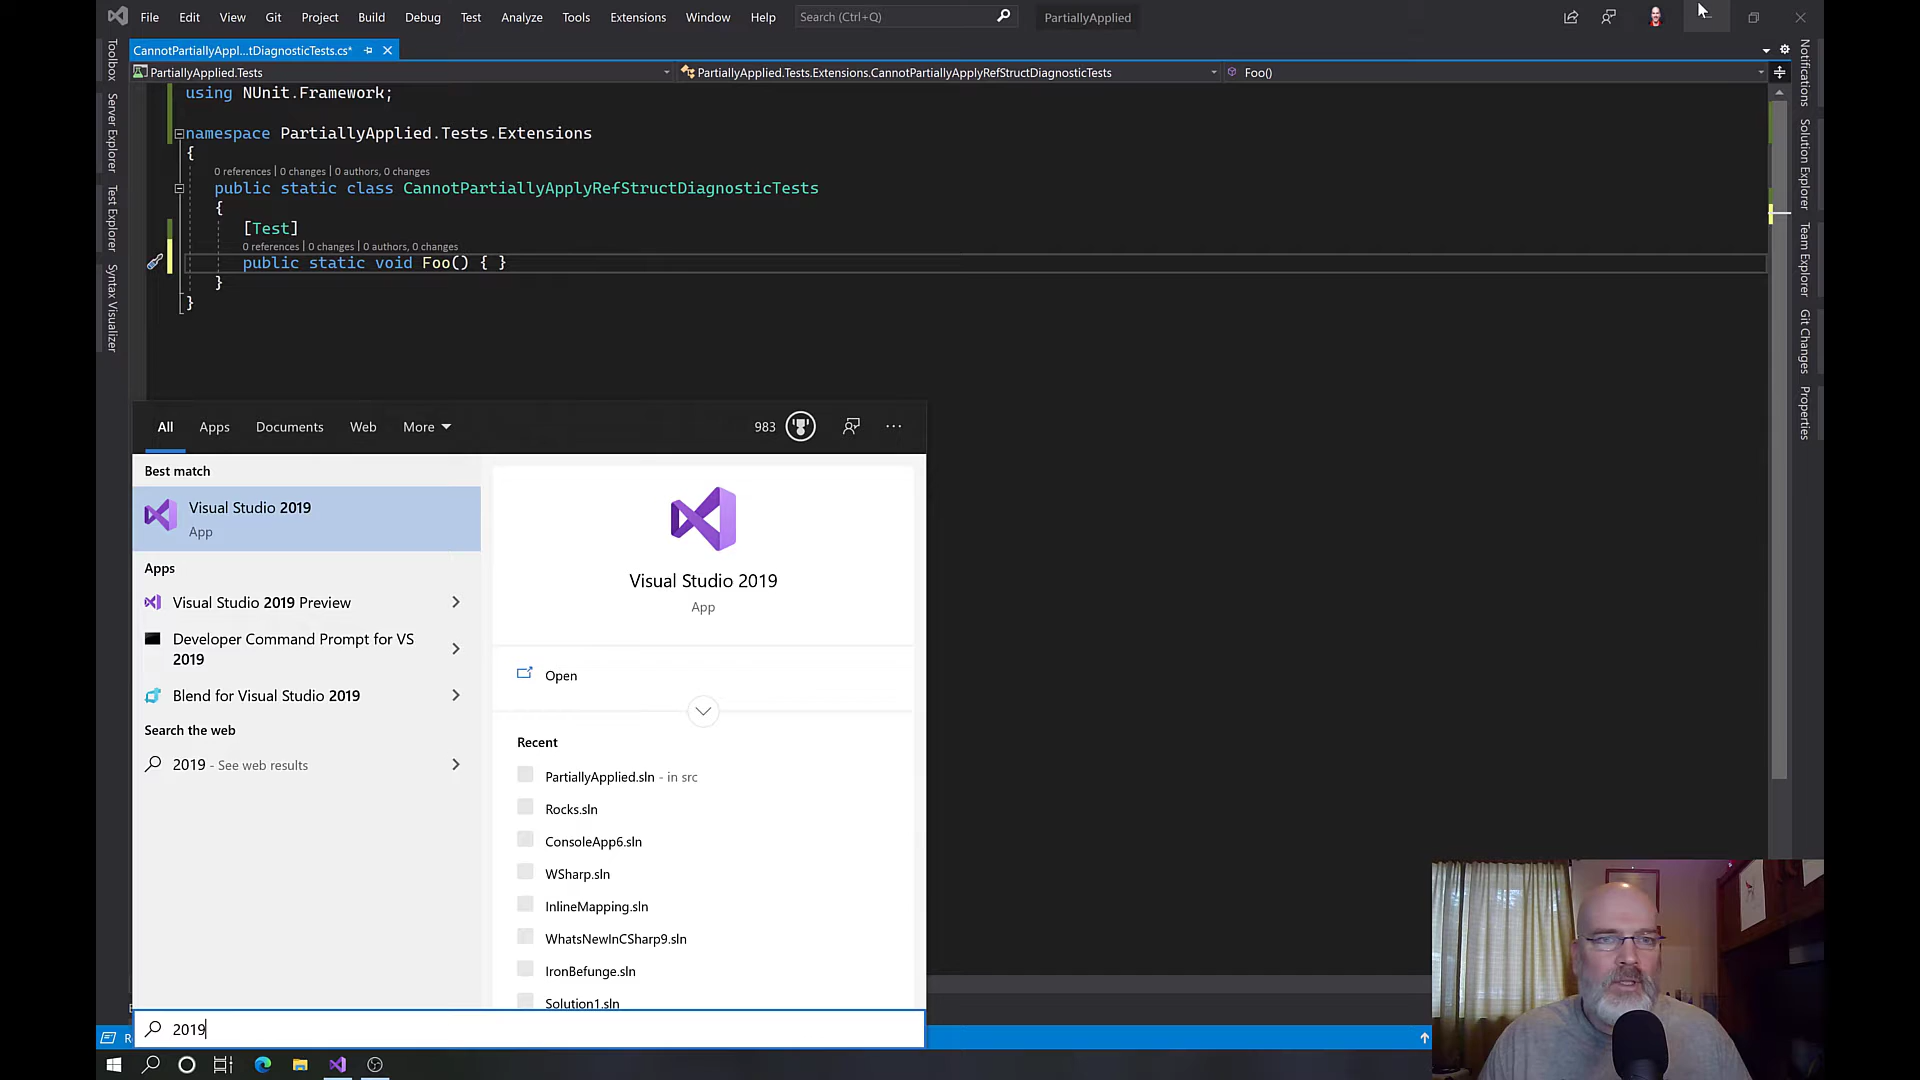 File Edit View Git Project Build Debug Test Analyze Tools Extensions Window Help Search (Ctrl+Q) PartiallyApplied
CannotPartiallyAppl...tDiagnosticTests.cs*
PartiallyApplied.Tests PartiallyApplied.Tests.Extensions.CannotPartiallyApplyRefStructDiagnosticTests Foo()
Toolbox
Server Explorer
Test Explorer
Syntax Visualizer
using NUnit.Framework;
namespace PartiallyApplied.Tests.Extensions
{
0 references | 0 changes | 0 authors, 0 changes
public static class CannotPartiallyApplyRefStructDiagnosticTests
{
[Test]
0 references | 0 changes | 0 authors, 0 changes
public static void Foo() { }
}
}
Notifications
Solution Explorer
Team Explorer
Git Changes
Properties
All Apps Documents Web More 983 ...
Best match
Visual Studio 2019
App
Apps
Visual Studio 2019 Preview
Developer Command Prompt for VS
2019
Blend for Visual Studio 2019
Search the web
2019 - See web results
Visual Studio 2019
App
Open
Recent
PartiallyApplied.sln - in src
Rocks.sln
ConsoleApp6.sln
WSharp.sln
InlineMapping.sln
WhatsNewInCSharp9.sln
IronBefunge.sln
Solution1.sln
2019